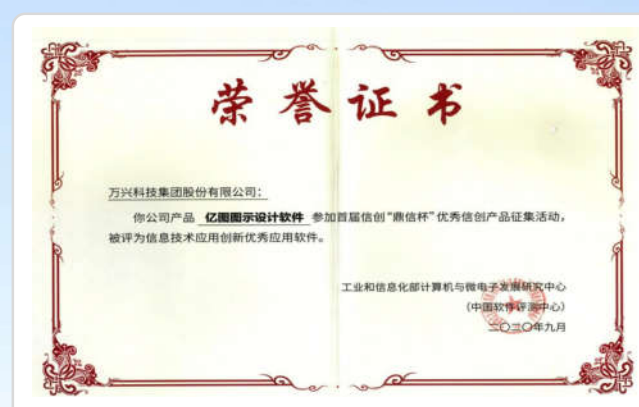 荣誉证书
万兴科技集团股份有限公司：
你公司产品 亿图图示设计软件 参加首届信创“鼎信杯”优秀信创产品征集活动，
被评为信息技术应用创新优秀应用软件。
工业和信息化部计算机与微电子发展研究中心
（中国软件评测中心）
二〇二〇年九月